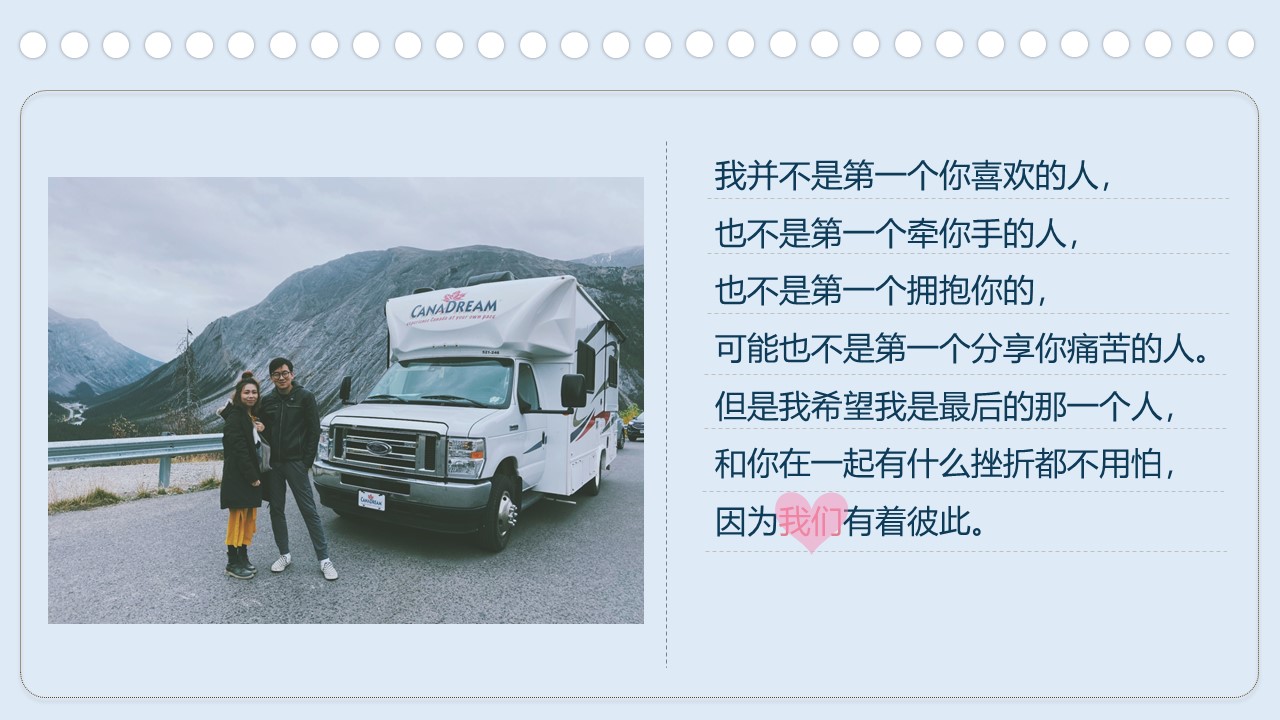 CANADREAM
我并不是第一个你喜欢的人，
也不是第一个牵你手的人，
也不是第一个拥抱你的，
可能也不是第一个分享你痛苦的人。
但是我希望我是最后的那一个人，
和你在一起有什么挫折都不用怕，
因为我们有着彼此。